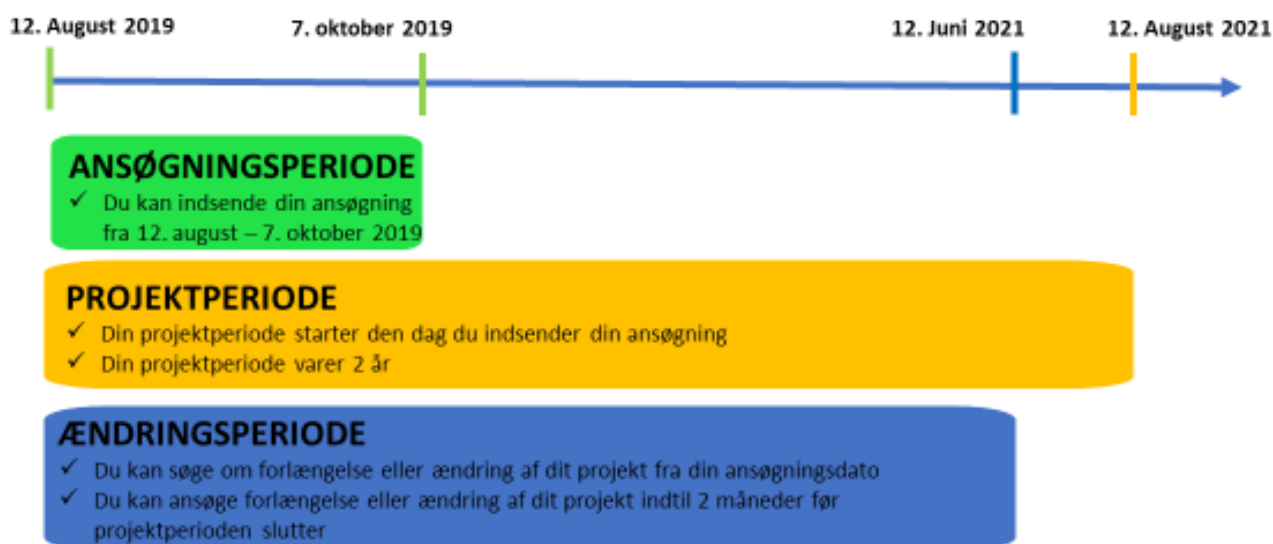 12. August 2019
7. oktober 2019
12. Juni 2021
12. August 2021
ANSØGNINGSPERIODE
✓ Du kan indsende din ansøgning
fra 12. august – 7. oktober 2019
PROJEKTPERIODE
✓ Din projektperiode starter den dag du indsender din ansøgning
✓ Din projektperiode varer 2 år
ÆNDRINGSPERIODE
✓ Du kan søge om forlængelse eller ændring af dit projekt fra din ansøgningsdato
✓ Du kan ansøge forlængelse eller ændring af dit projekt indtil 2 måneder før
projektperioden slutter